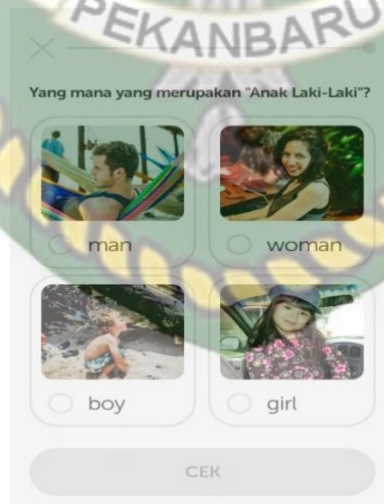 PEKANBARU
Yang mana yang merupakan "Anak Laki-Laki"?
man
woman
boy
girl
CEK